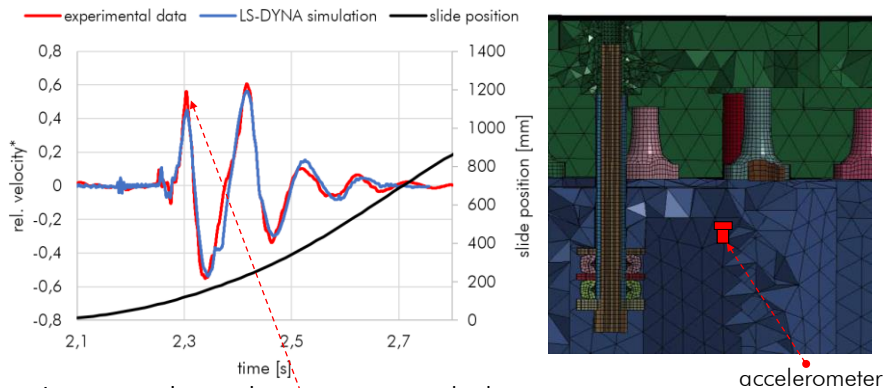 experimental data LS-DYNA simulation slide position
0,8 1400
0,6 1200
0,4 1000
0,2 800
0 600
-0,2 400
-0,4 200
-0,6 0
-0,8
rel. velocity*
slide position [mm]
2,1 2,3 2,5 2,7
time [s]
accelerometer